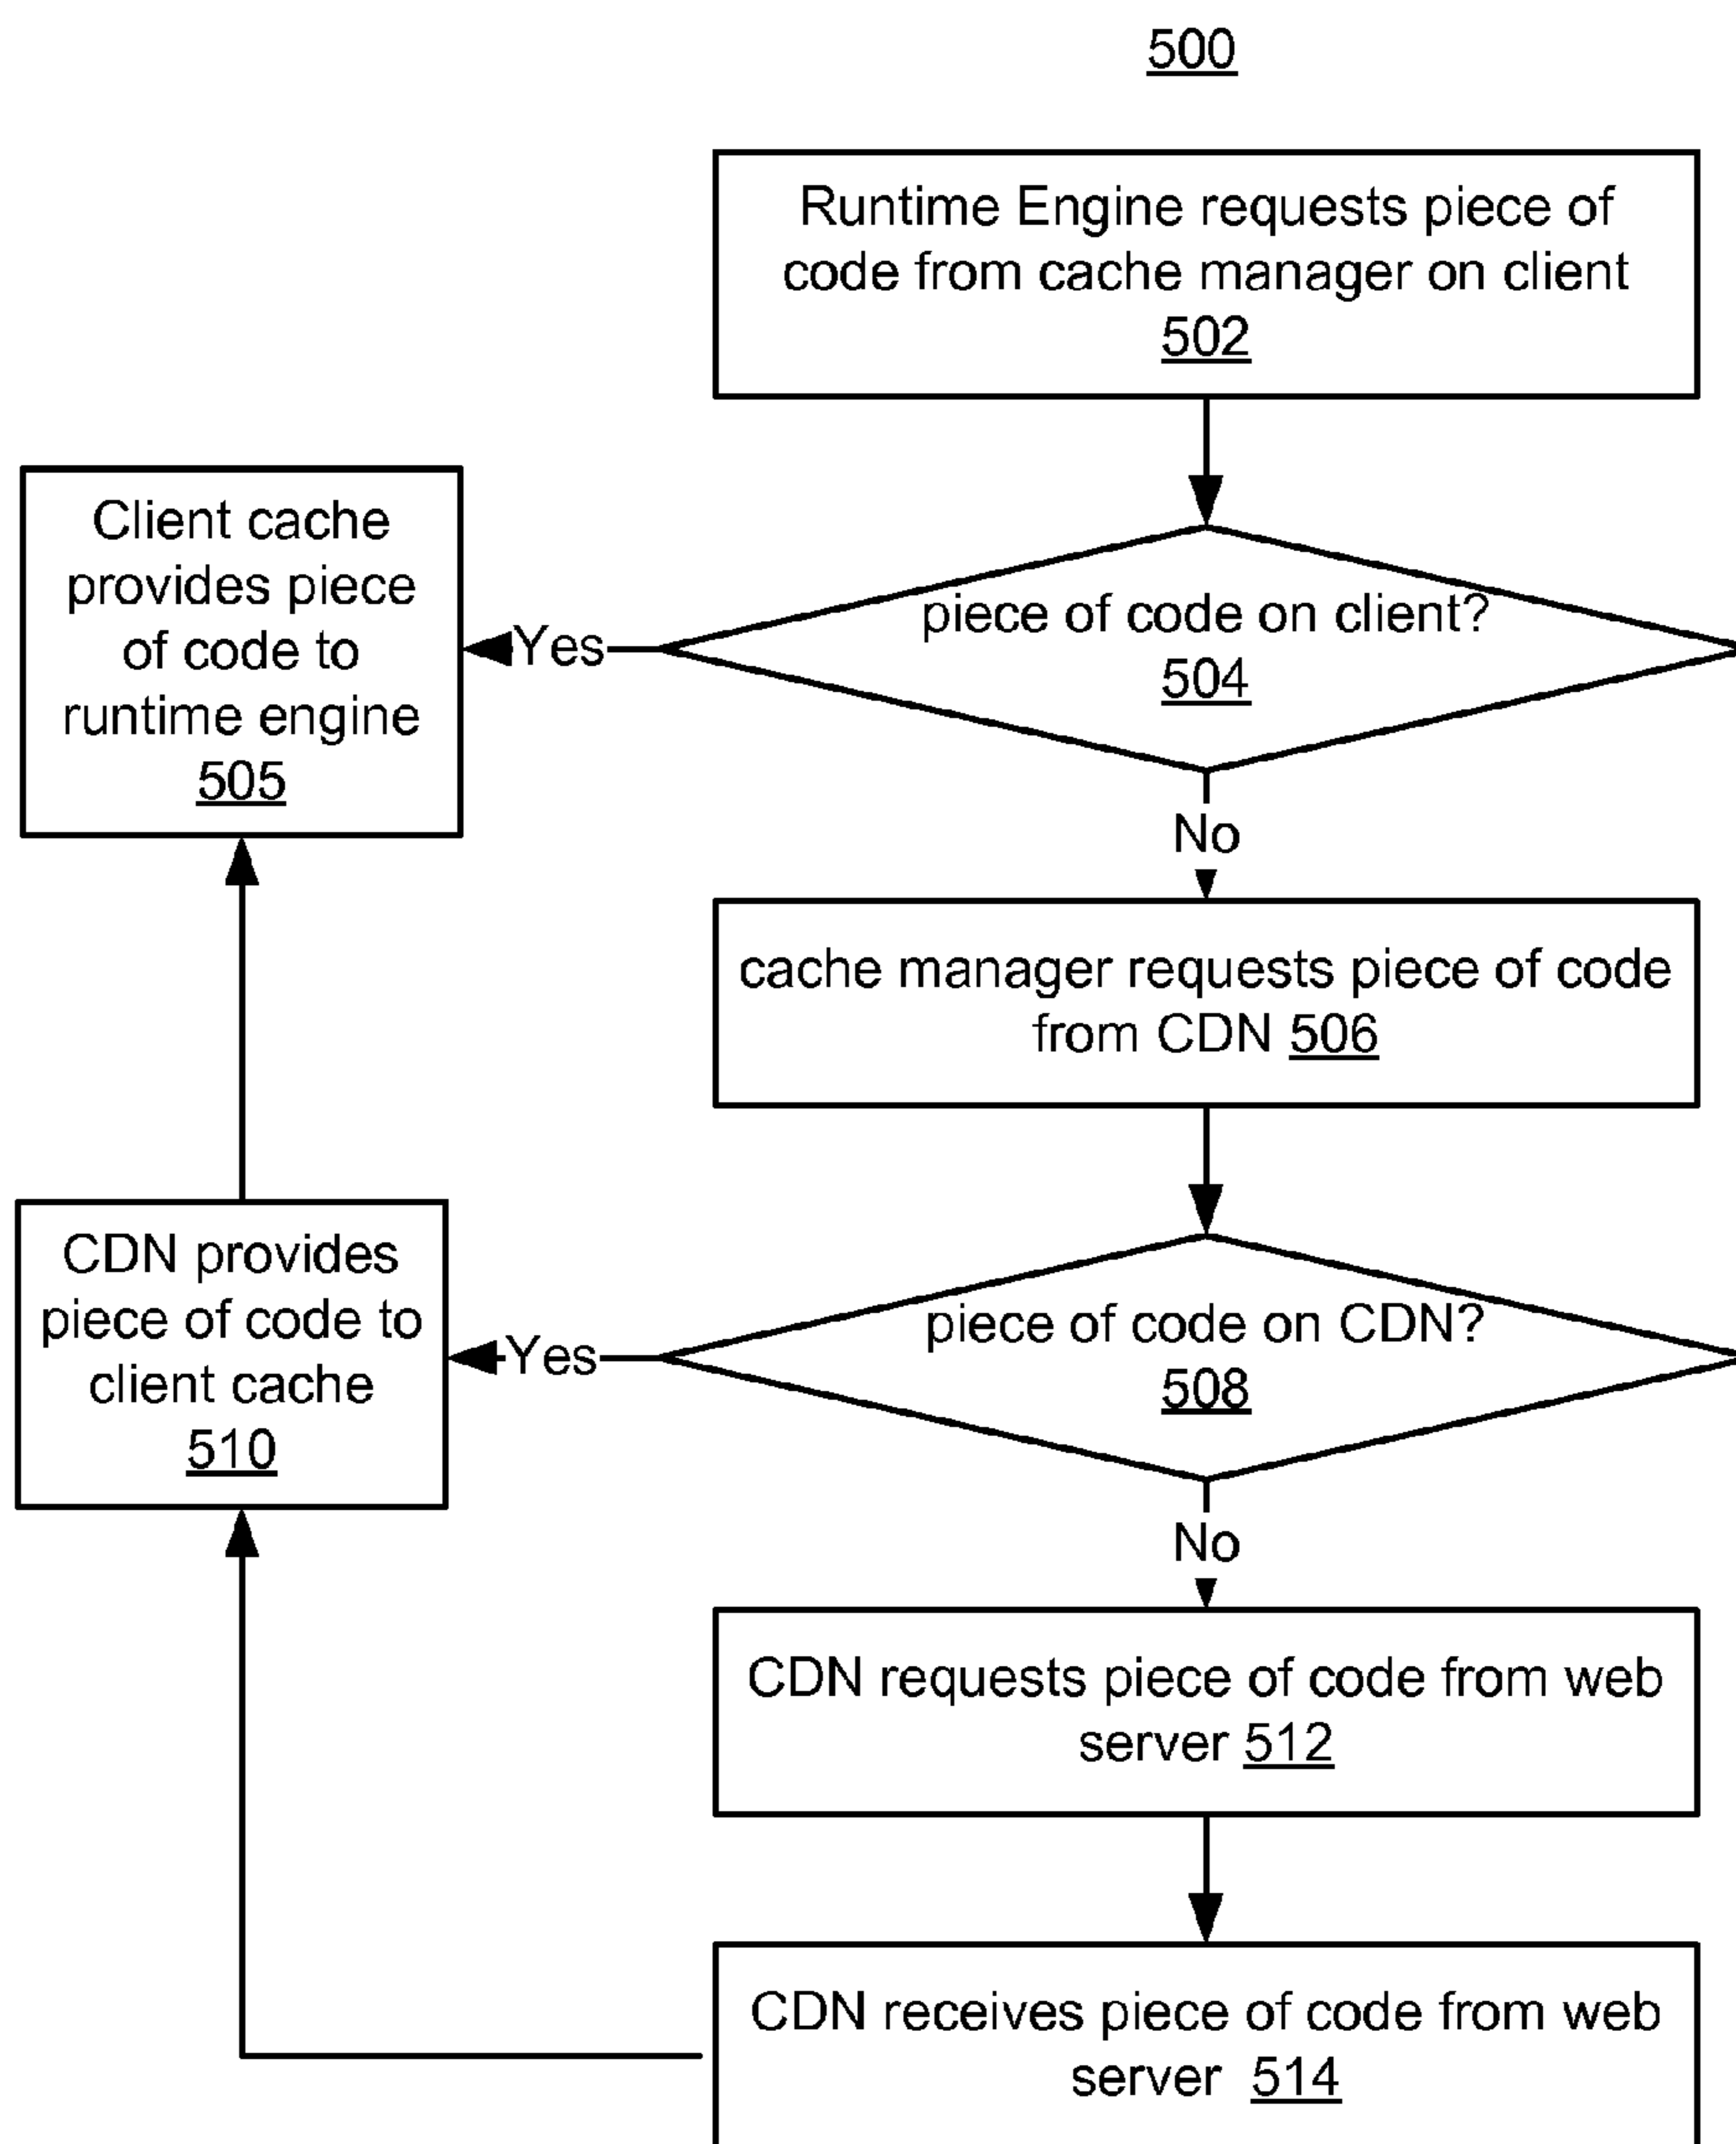 500
Runtime Engine requests piece of
code from cache manager on client
502
Client cache
provides piece
of code to
runtime engine
505
piece of code on client?
504
Yes
No
cache manager requests piece of code
from CDN 506
CDN provides
piece of code to
client cache
510
piece of code on CDN?
508
Yes
No
CDN requests piece of code from web
server 512
CDN receives piece of code from web
server 514